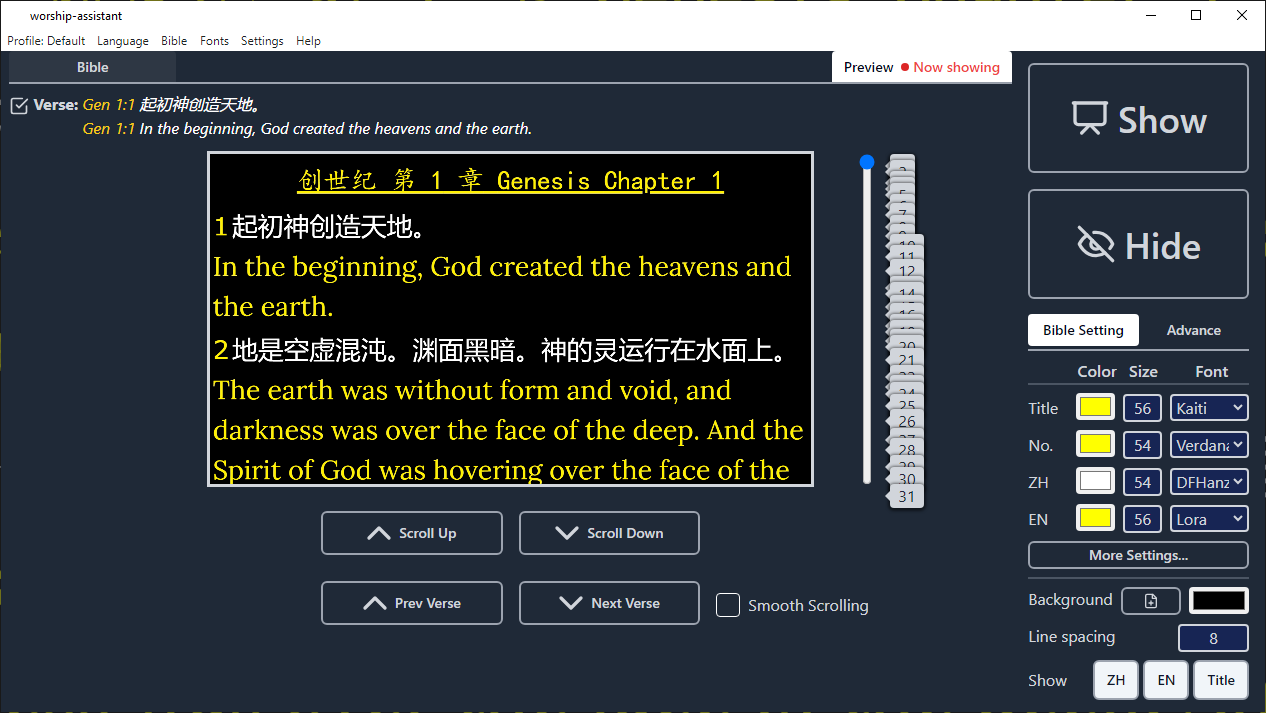 worship-assistant
Profile: Default Language Bible Fonts Settings Help
Bible
Preview Now showing
Verse: Gen 1:1 起初神创造天地。
Gen 1:1 In the beginning, God created the heavens and the earth.
创世纪 第 1 章 Genesis Chapter 1
1起初神创造天地。
In the beginning, God created the heavens and
the earth.
2地是空虚混沌。渊面黑暗。神的灵运行在水面上。
The earth was without form and void, and
darkness was over the face of the deep. And the
Spirit of God was hovering over the face of the
11
12
14
20
21
25
26
28
30
31
Scroll Up
Scroll Down
Prev Verse
Next Verse
Smooth Scrolling
Show
Hide
Bible Setting Advance
Color Size Font
Title 56 Kaiti
No. 54 Verdana
ZH 54 DFHanz
EN 56 Lora
More Settings...
Background
Line spacing 8
Show ZH EN Title